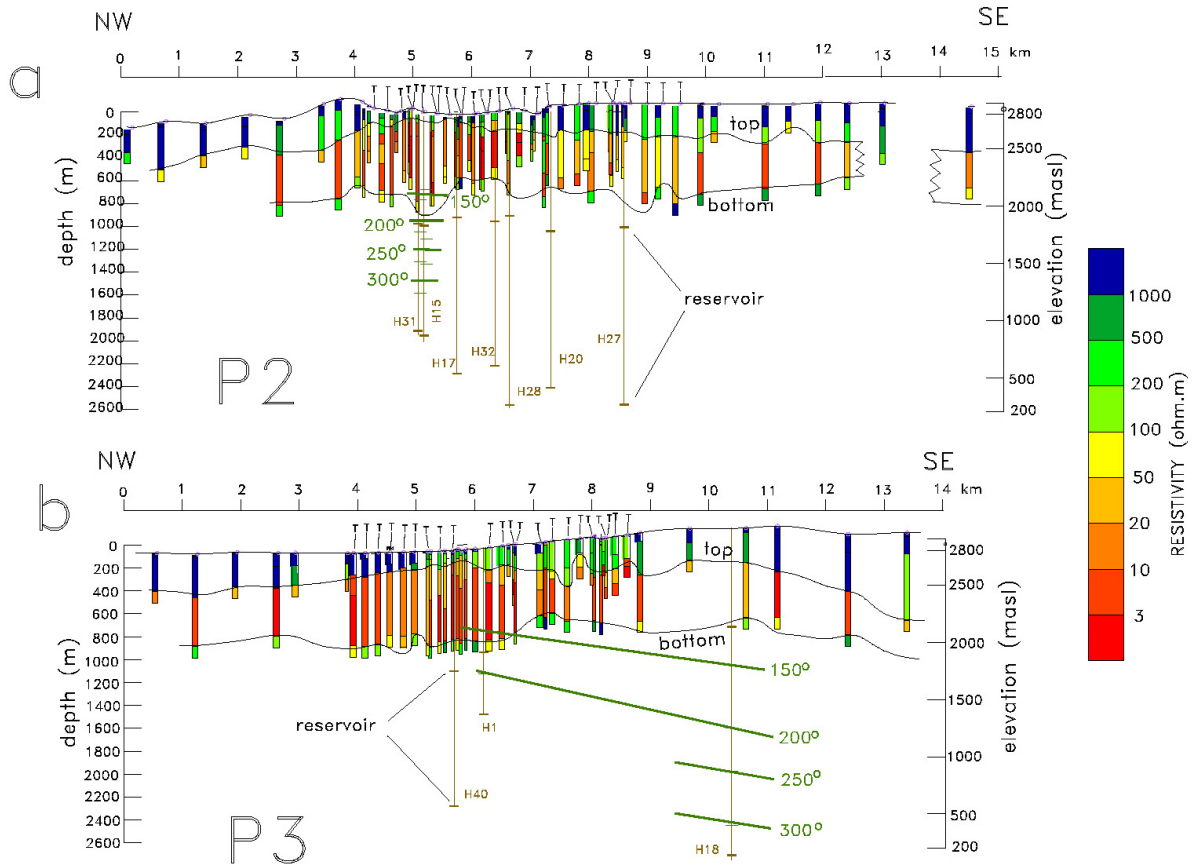 a
NW SE
0 1 2 3 4 5 6 7 8 9 10 11 12 13 14 15 km
depth (m)
0
200
400
600
800
1000
1200
1400
1600
1800
2000
2200
2400
2600
top
bottom
150°
200°
250°
300°
H31
H15
H17
H32
H28
H20
H27
reservoir
P2
2800
2500
2000
1500
1000
500
200
elevation (masl)
1000
500
200
100
50
20
10
3
RESISTIVITY (ohm.m)
b
NW SE
0 1 2 3 4 5 6 7 8 9 10 11 12 13 14 km
depth (m)
0
200
400
600
800
1000
1200
1400
1600
1800
2000
2200
2400
2600
top
bottom
150°
200°
250°
300°
reservoir
H40
H1
H18
P3
2800
2500
2000
1500
1000
500
200
elevation (masl)